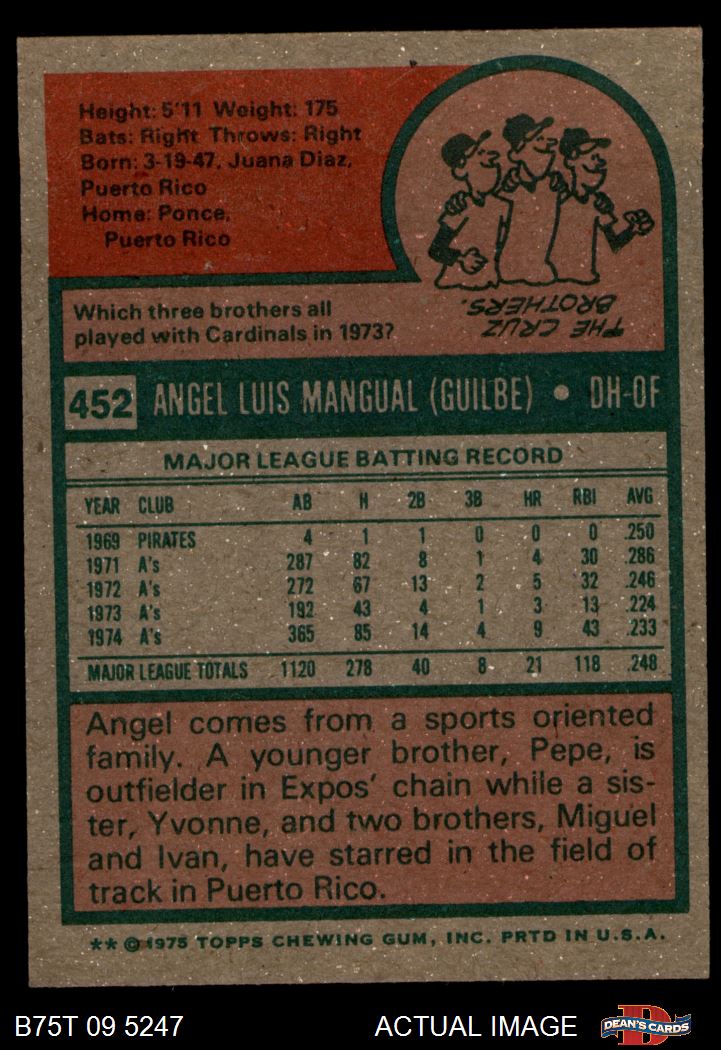 Height: 5'11 Weight: 175
Bats: Right Throws: Right
Born: 3-19-47, Juana Diaz,
Puerto Rico
Home: Ponce,
Puerto Rico
Which three brothers all
played with Cardinals in 1973?
THE CRUZ
BROTHERS.
452 ANGEL LUIS MANGUAL (GUILBE) • DH-OF
MAJOR LEAGUE BATTING RECORD
YEAR CLUB AB H 2B 3B HR RBI AVG
1969 PIRATES 4 1 1 0 0 0 .250
1971 A's 287 82 8 1 4 30 .286
1972 A's 272 67 13 2 5 32 .246
1973 A's 192 43 4 1 3 13 .224
1974 A's 365 85 14 4 9 43 .233
MAJOR LEAGUE TOTALS 1120 278 40 8 21 118 .248
Angel comes from a sports oriented
family. A younger brother, Pepe, is
outfielder in Expos' chain while a sis-
ter, Yvonne, and two brothers, Miguel
and Ivan, have starred in the field of
track in Puerto Rico.
** © 1975 TOPPS CHEWING GUM, INC. PRTD IN U.S.A.
B75T 09 5247 ACTUAL IMAGE D DEAN'S CARDS